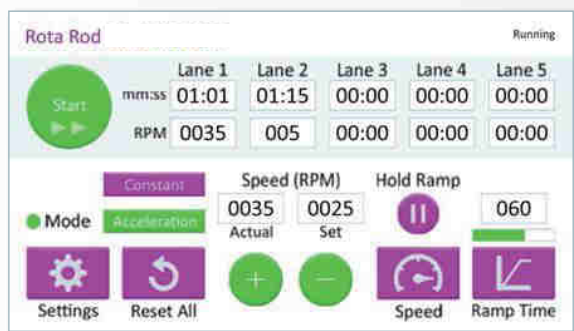 Rota Rod
Running
Lane 1 Lane 2 Lane 3 Lane 4 Lane 5
Start
mm:ss 01:01 01:15 00:00 00:00 00:00
RPM 0035 005 00:00 00:00 00:00
Constant
Speed (RPM)
Hold Ramp
Mode
Acceleration
0035 0025
060
Actual Set
+ -
Settings Reset All Speed Ramp Time